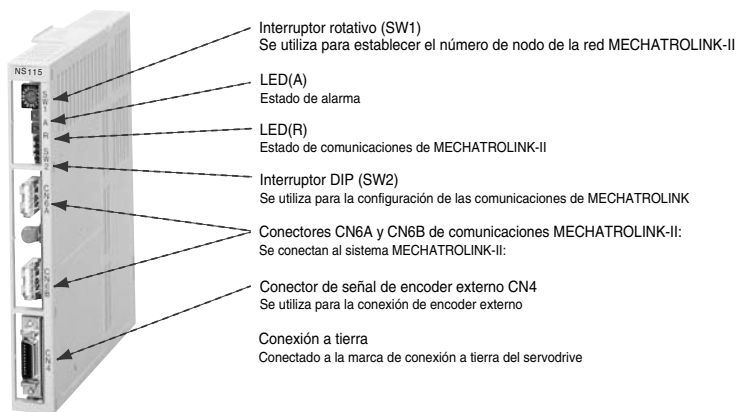 Interruptor rotativo (SW1)
Se utiliza para establecer el número de nodo de la red MECHATROLINK-II
NS115
SW1
LED(A)
Estado de alarma
A
LED(R)
Estado de comunicaciones de MECHATROLINK-II
R
SW2
Interruptor DIP (SW2)
Se utiliza para la configuración de las comunicaciones de MECHATROLINK
CN6A
Conectores CN6A y CN6B de comunicaciones MECHATROLINK-II:
Se conectan al sistema MECHATROLINK-II:
CN6B
Conector de señal de encoder externo CN4
Se utiliza para la conexión de encoder externo
CN4
Conexión a tierra
Conectado a la marca de conexión a tierra del servodrive